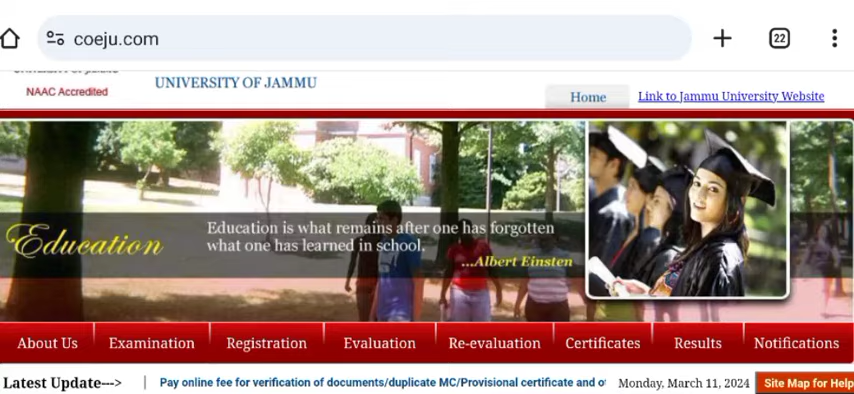 coeju.com
22
UNIVERSITY OF JAMMU
NAAC Accredited
Home
Link to Jammu University Website
Education
Education is what remains after one has forgotten
what one has learned in school.
...Albert Einsten
About Us
Examination
Registration
Evaluation
Re-evaluation
Certificates
Results
Notifications
Latest Update--->
Pay online fee for verification of documents/duplicate MC/Provisional certificate and
Monday, March 11, 2024
Site Map for Help